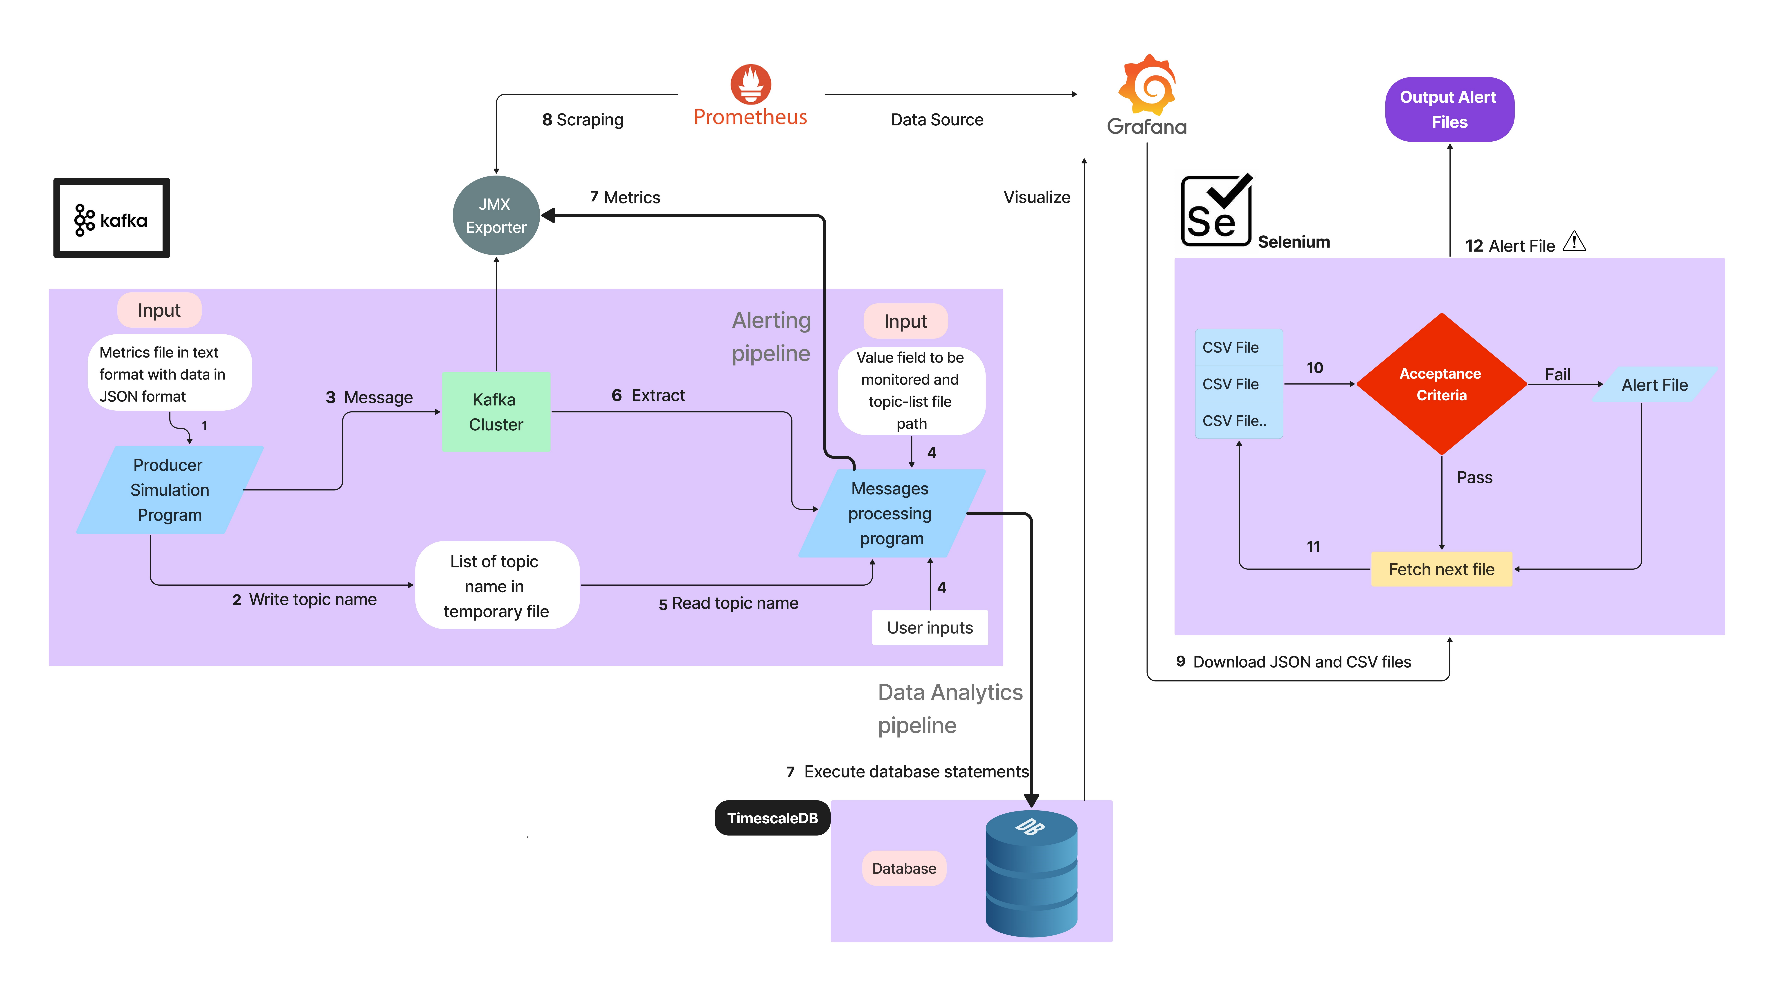 Prometheus
8 Scraping
Data Source
Grafana
Output Alert
Files
JMX
Exporter
7 Metrics
Visualize
kafka
Se
Selenium
12 Alert File
Input
Metrics file in text
format with data in
JSON format
1
Alerting
pipeline
Input
Value field to be
monitored and
topic-list file
path
4
3 Message
Kafka
Cluster
6 Extract
Producer
Simulation
Program
Messages
processing
program
2 Write topic name
List of topic
name in
temporary file
5 Read topic name
4
User inputs
CSV File
CSV File
CSV File..
10
Acceptance
Criteria
Fail
Alert File
Pass
11
Fetch next file
9 Download JSON and CSV files
Data Analytics
pipeline
7 Execute database statements
TimescaleDB
Database
DB